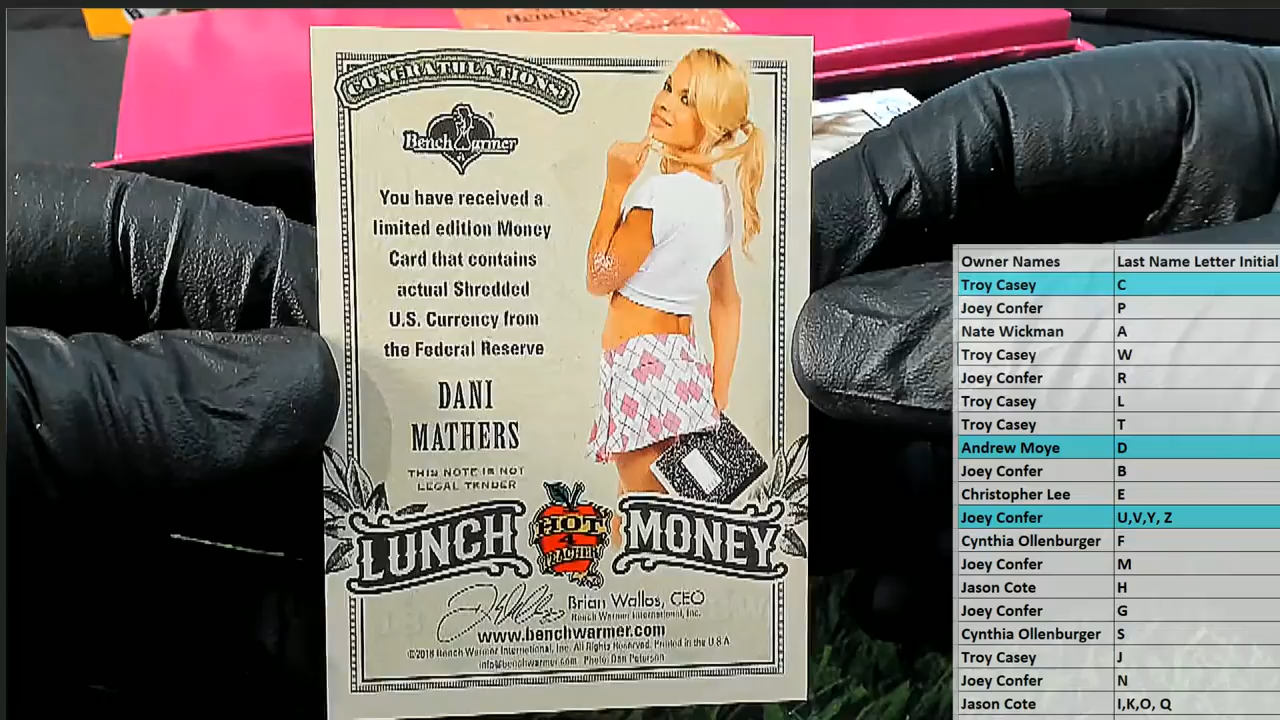 CONGRATULATIONS!
Bench Warmer
You have received a
limited edition Money
Card that contains
actual Shredded
U.S. Currency from
the Federal Reserve
DANI
MATHERS
THIS NOTE IS NOT
LEGAL TENDER
LUNCH HOT 4 TEACHER MONEY
Brian Wallos, CEO
Bench Warmer International, Inc.
www.benchwarmer.com
©2018 Bench Warmer International, Inc. All Rights Reserved. Printed in the U.S.A
info@benchwarmer.com Photo: Dan Peterson
Owner Names Last Name Letter Initial
Troy Casey C
Joey Confer P
Nate Wickman A
Troy Casey W
Joey Confer R
Troy Casey L
Troy Casey T
Andrew Moye D
Joey Confer B
Christopher Lee E
Joey Confer U,V,Y, Z
Cynthia Ollenburger F
Joey Confer M
Jason Cote H
Joey Confer G
Cynthia Ollenburger S
Troy Casey J
Joey Confer N
Jason Cote I,K,O, Q